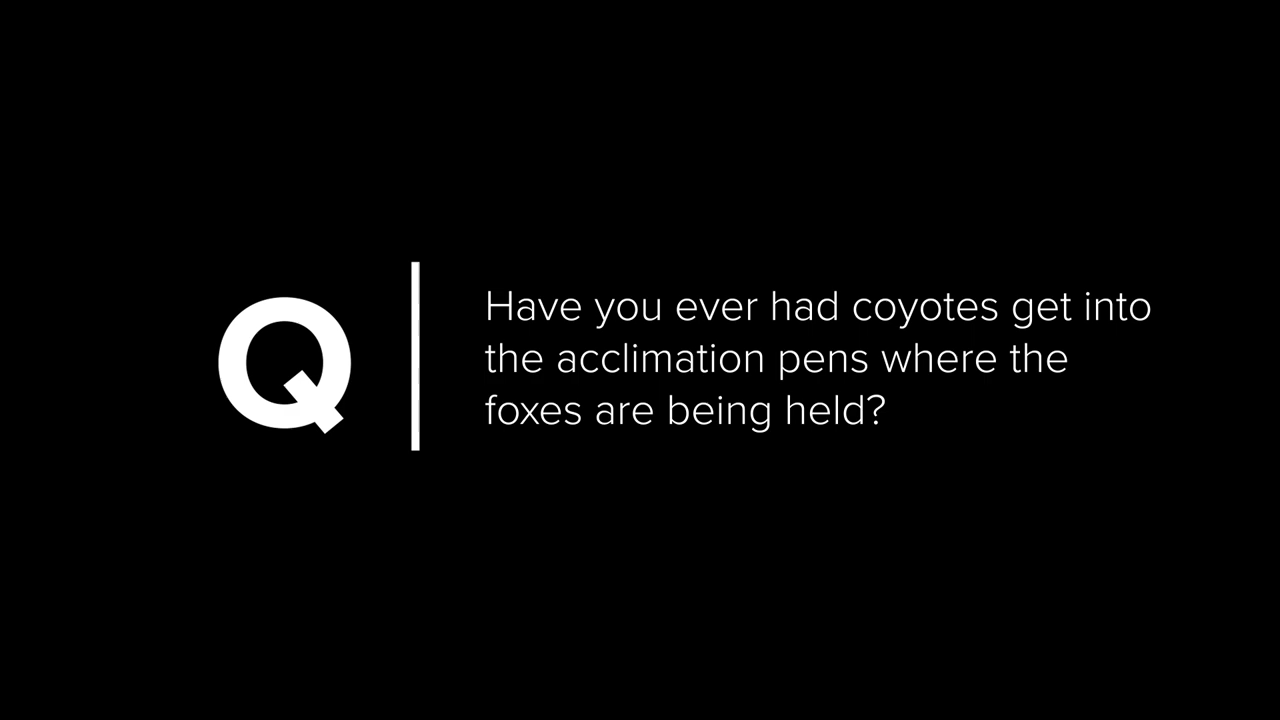 Q
Have you ever had coyotes get into
the acclimation pens where the
foxes are being held?